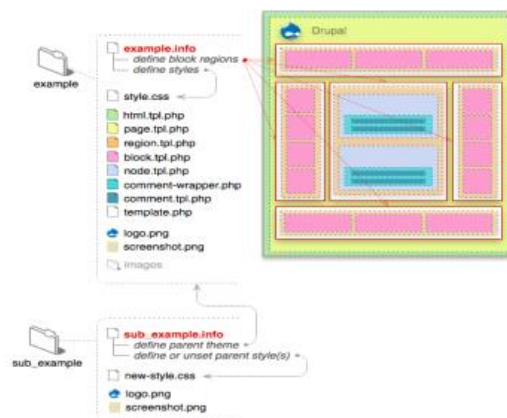 Drupal
example.info
define block regions
define styles
example
style.css
html.tpl.php
page.tpl.php
region.tpl.php
block.tpl.php
node.tpl.php
comment-wrapper.php
comment.tpl.php
template.php
logo.png
screenshot.png
images
sub_example.info
define parent theme
define or unset parent style(s)
sub_example
new-style.css
logo.png
screenshot.png